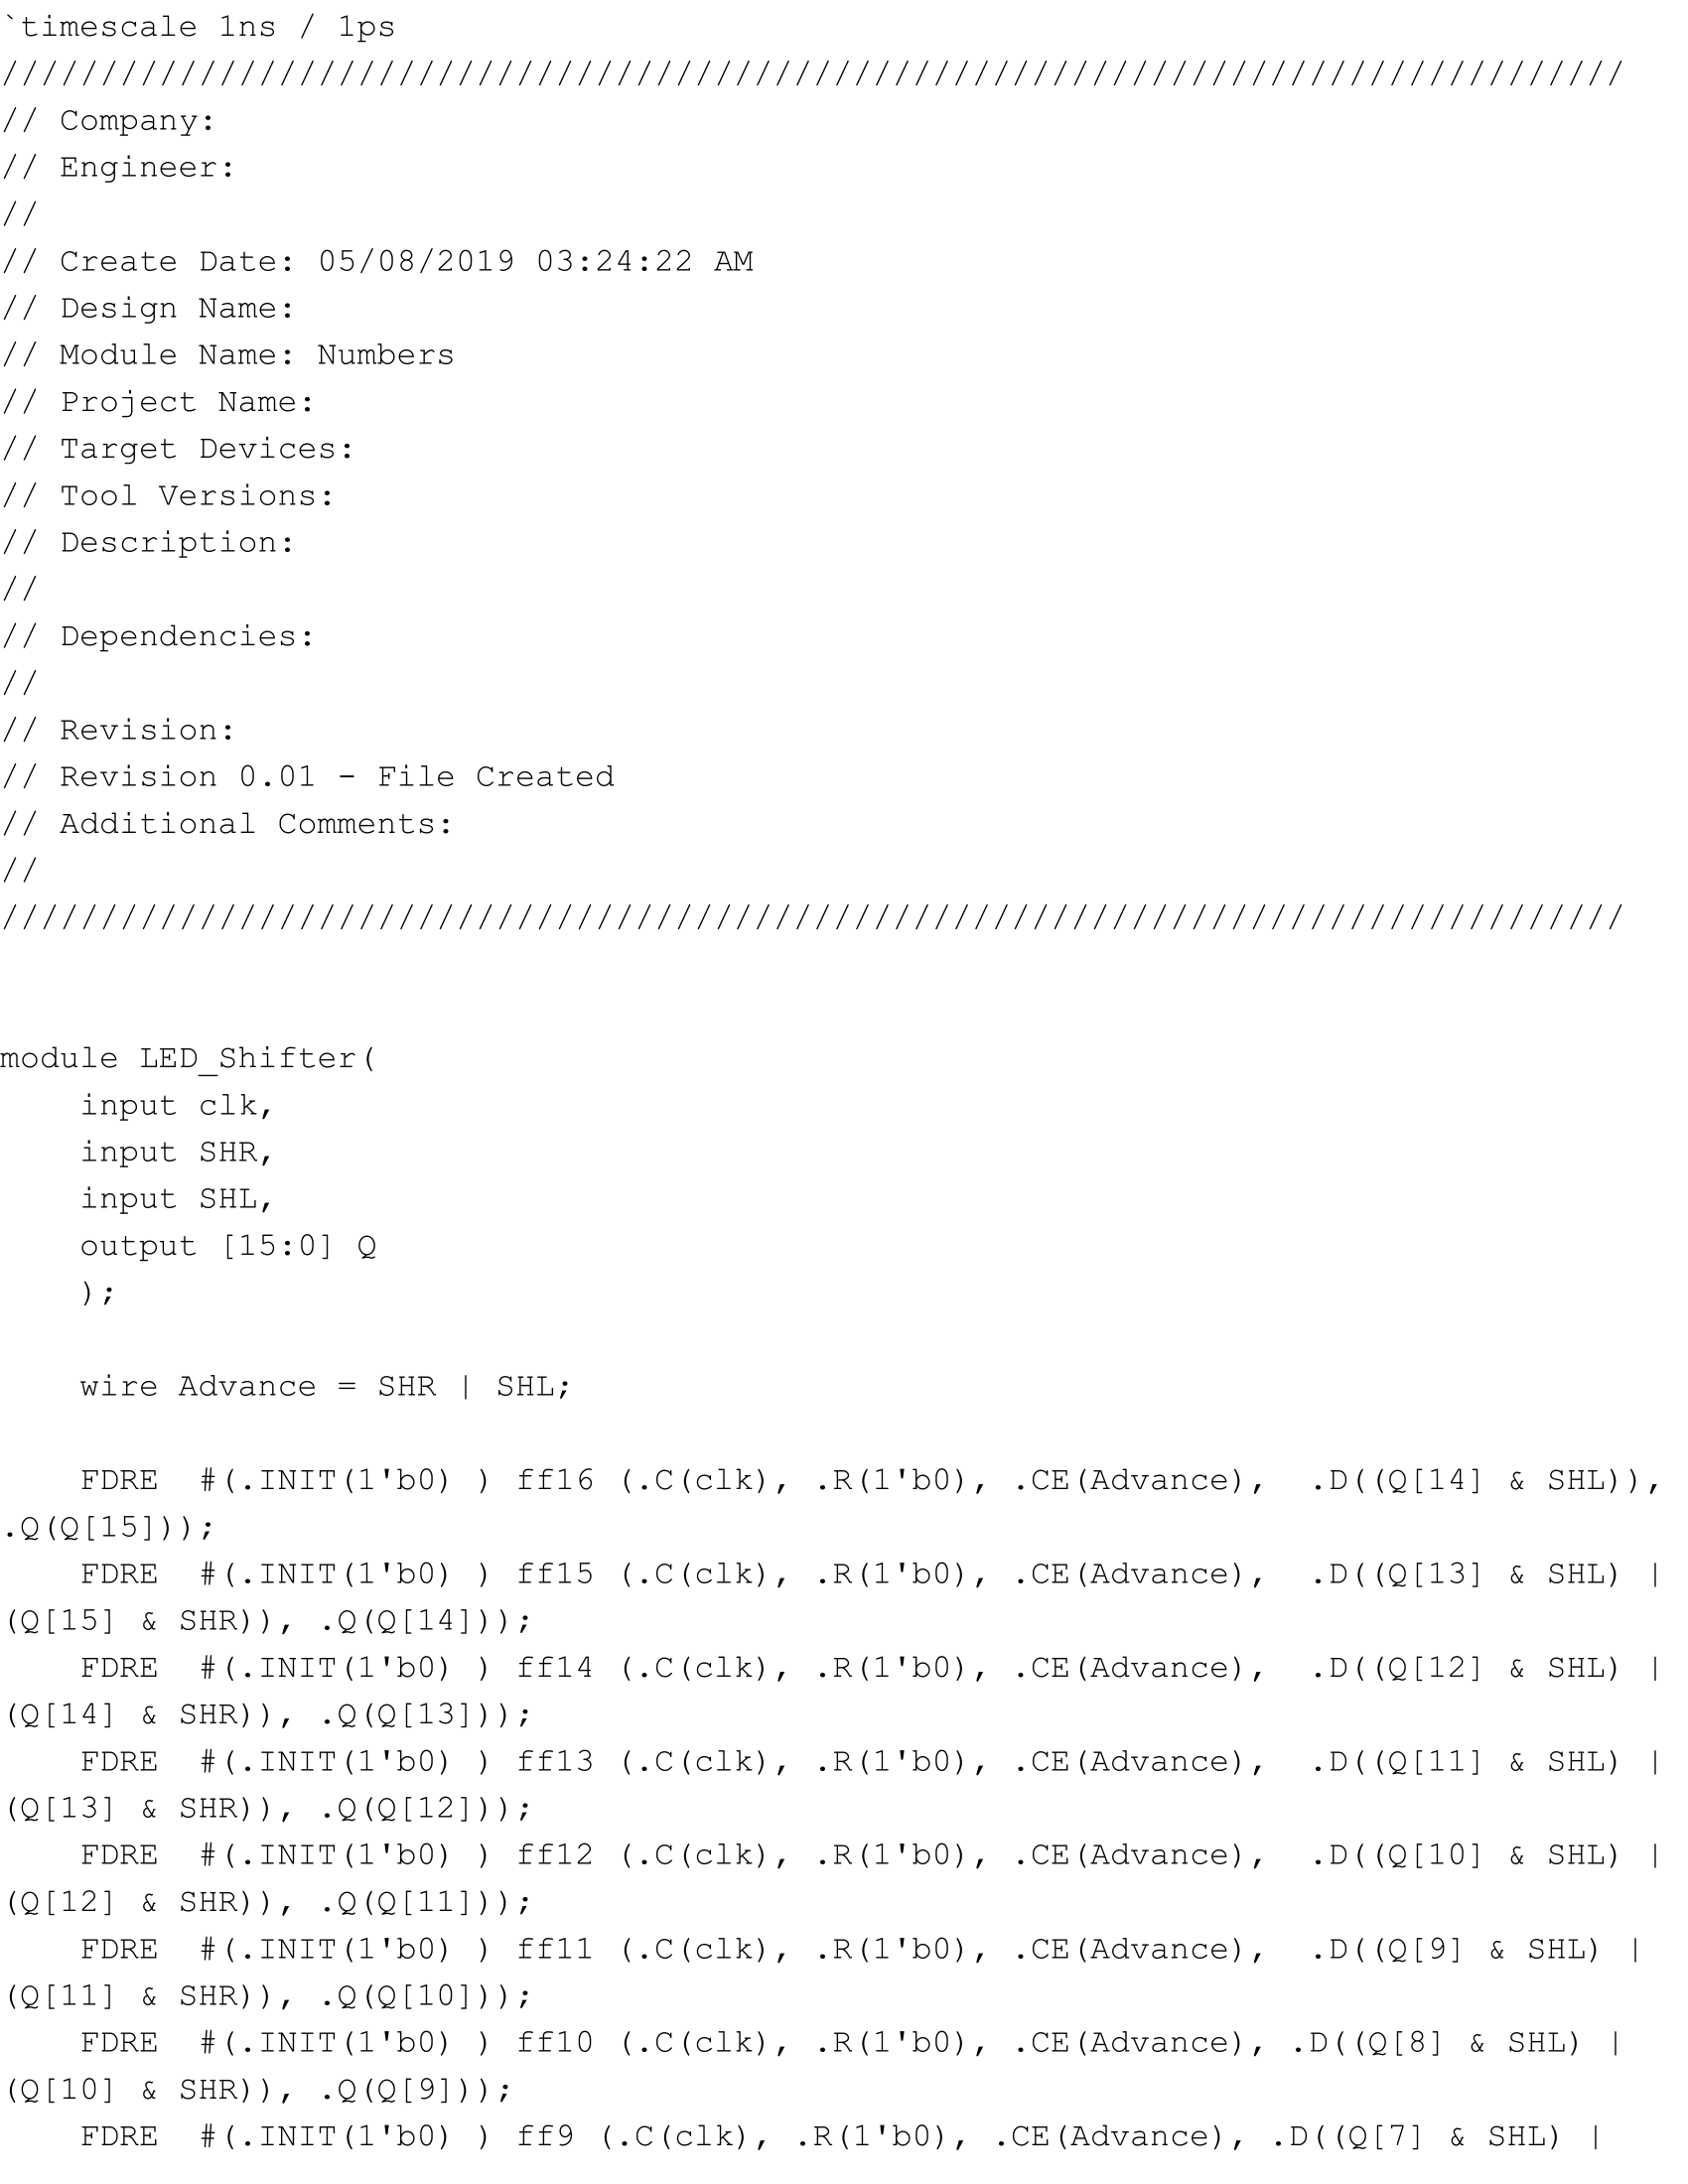 `timescale 1ns / 1ps
//////////////////////////////////////////////////////////////////////////////////
// Company:
// Engineer:
//
// Create Date: 05/08/2019 03:24:22 AM
// Design Name:
// Module Name: Numbers
// Project Name:
// Target Devices:
// Tool Versions:
// Description:
//
// Dependencies:
//
// Revision:
// Revision 0.01 - File Created
// Additional Comments:
//
//////////////////////////////////////////////////////////////////////////////////
module LED_Shifter(
    input clk,
    input SHR,
    input SHL,
    output [15:0] Q
    );
    wire Advance = SHR | SHL;
    FDRE  #(.INIT(1'b0) ) ff16 (.C(clk), .R(1'b0), .CE(Advance),  .D((Q[14] & SHL)),
.Q(Q[15]));
    FDRE  #(.INIT(1'b0) ) ff15 (.C(clk), .R(1'b0), .CE(Advance),  .D((Q[13] & SHL) |
(Q[15] & SHR)), .Q(Q[14]));
    FDRE  #(.INIT(1'b0) ) ff14 (.C(clk), .R(1'b0), .CE(Advance),  .D((Q[12] & SHL) |
(Q[14] & SHR)), .Q(Q[13]));
    FDRE  #(.INIT(1'b0) ) ff13 (.C(clk), .R(1'b0), .CE(Advance),  .D((Q[11] & SHL) |
(Q[13] & SHR)), .Q(Q[12]));
    FDRE  #(.INIT(1'b0) ) ff12 (.C(clk), .R(1'b0), .CE(Advance),  .D((Q[10] & SHL) |
(Q[12] & SHR)), .Q(Q[11]));
    FDRE  #(.INIT(1'b0) ) ff11 (.C(clk), .R(1'b0), .CE(Advance),  .D((Q[9] & SHL) |
(Q[11] & SHR)), .Q(Q[10]));
    FDRE  #(.INIT(1'b0) ) ff10 (.C(clk), .R(1'b0), .CE(Advance), .D((Q[8] & SHL) |
(Q[10] & SHR)), .Q(Q[9]));
    FDRE  #(.INIT(1'b0) ) ff9 (.C(clk), .R(1'b0), .CE(Advance), .D((Q[7] & SHL) |